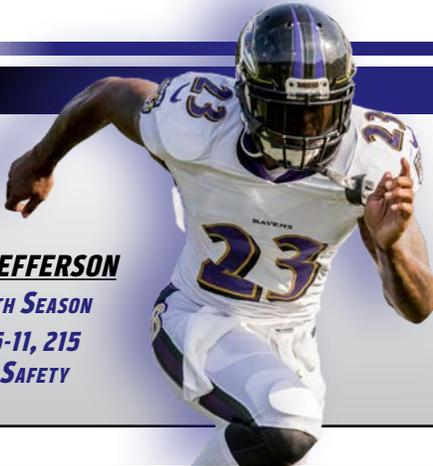 23
23
RAVENS
23
EFFERSON
TH SEASON
5-11, 215
SAFETY